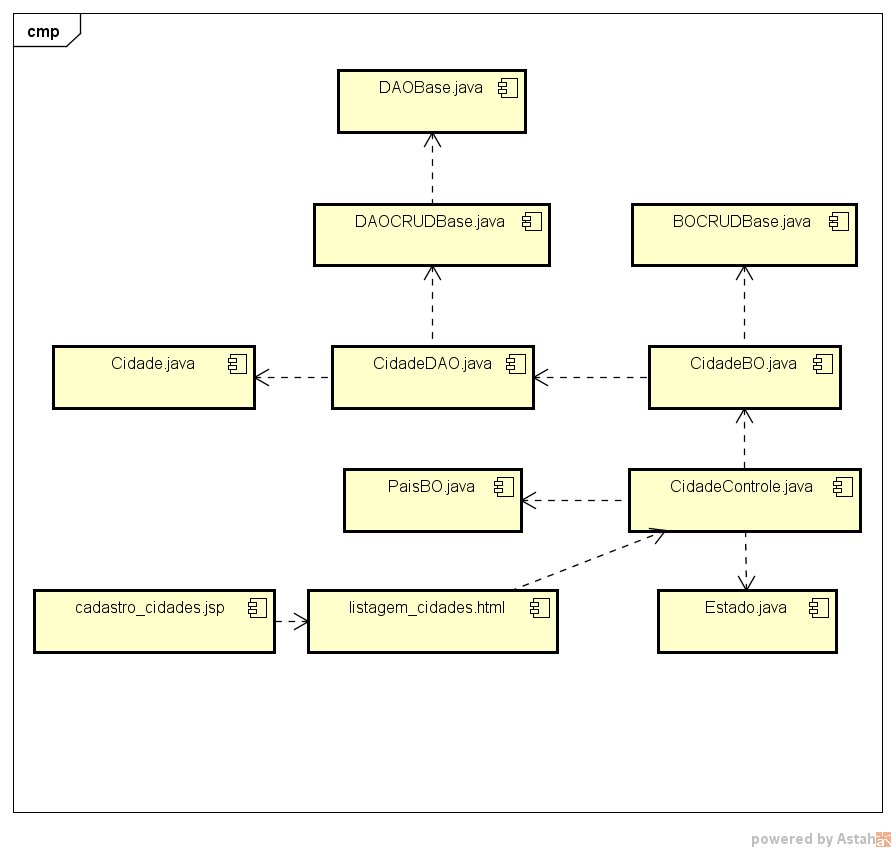 cmp
DAOBase.java
DAOCRUDBase.java
BOCRUDBase.java
Cidade.java
CidadeDAO.java
CidadeBO.java
PaisBO.java
CidadeControle.java
cadastro_cidades.jsp
listagem_cidades.html
Estado.java
powered by Astah